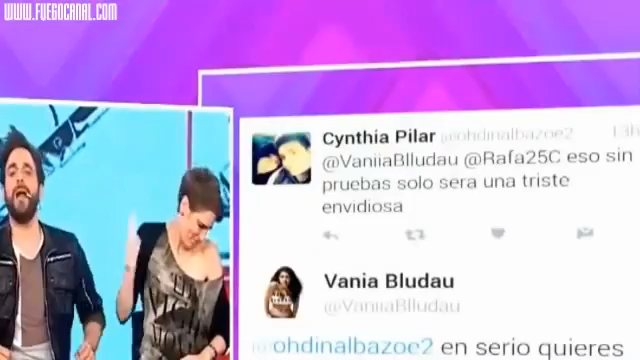 WWW.FUEGOCANAL.COM
Cynthia Pilar @ohdinalbazoe2 13h
@VaniiaBlludau @Rafa25C eso sin
pruebas solo sera una triste
envidiosa
Vania Bludau
@VaniiaBlludau
@ohdinalbazoe2 en serio quieres